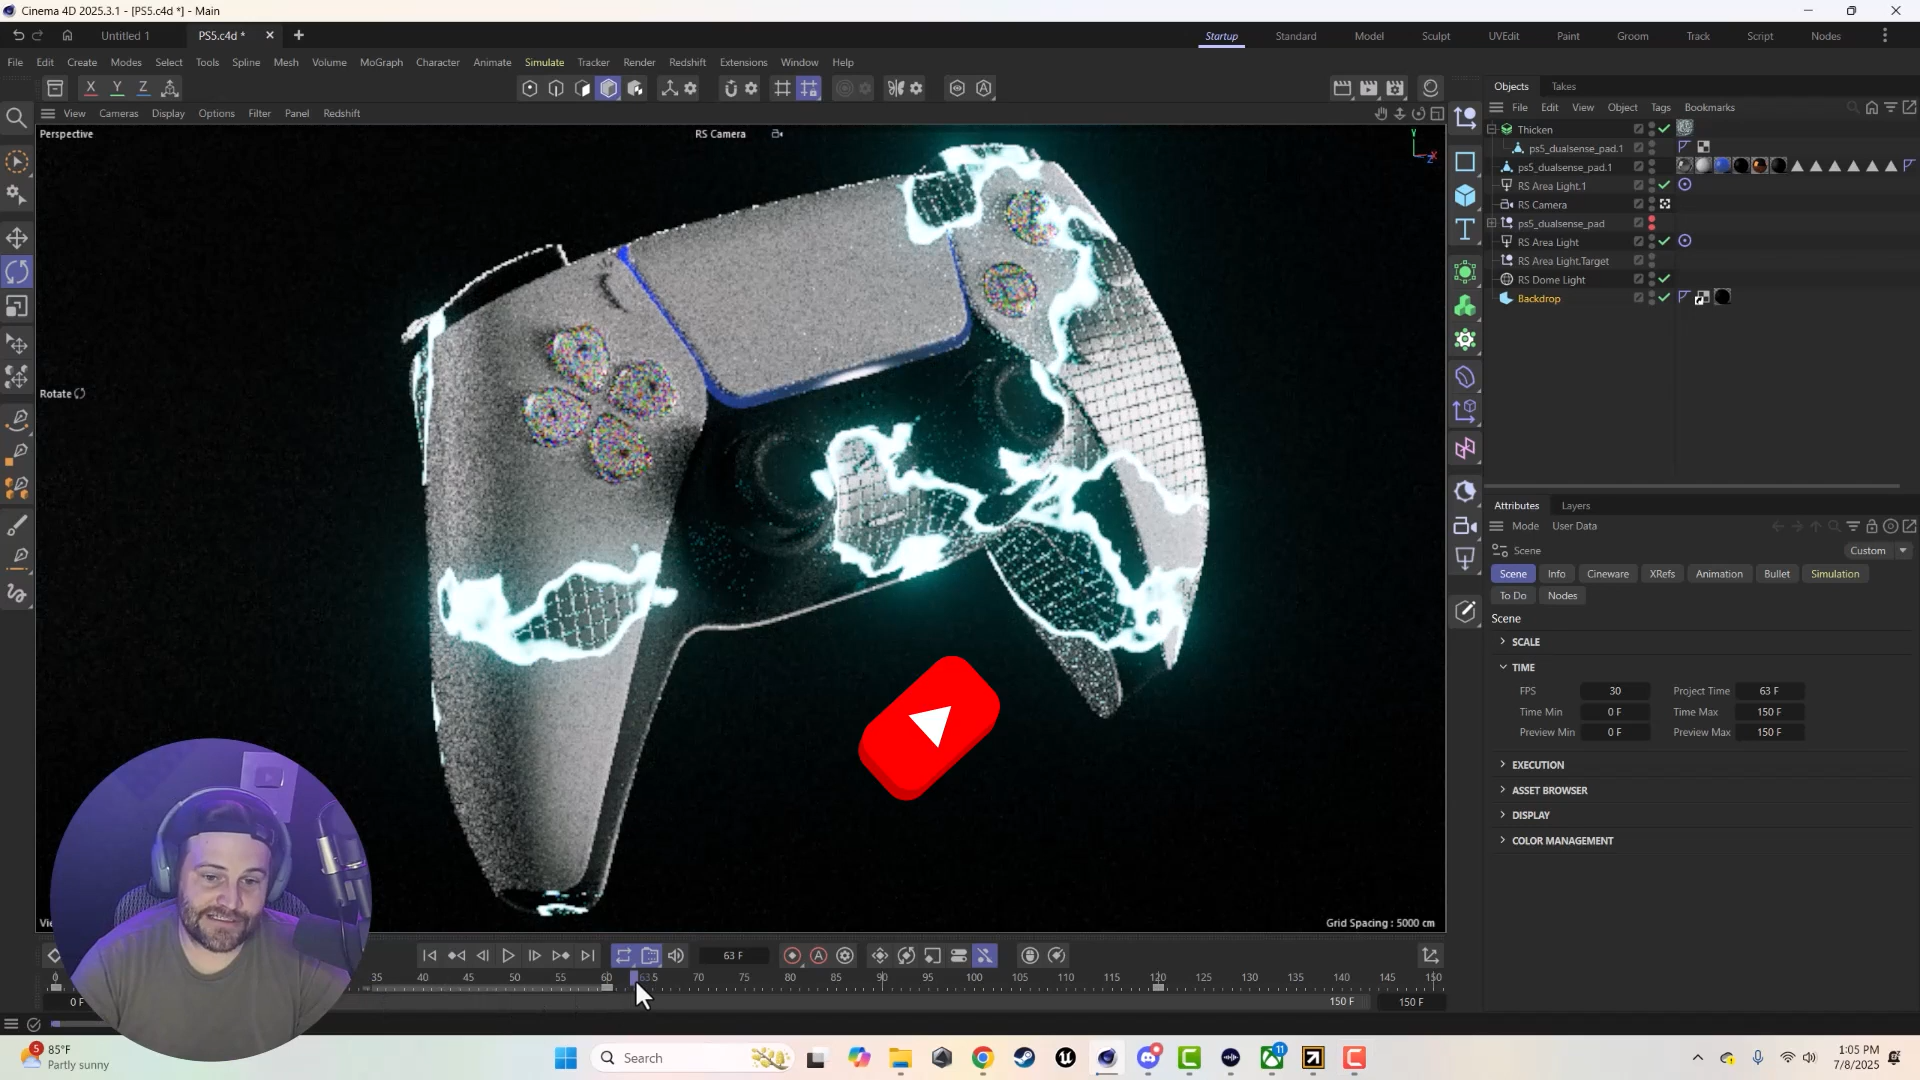 Cinema 4D 2025.3.1 - [PS5.c4d *] - Main
Untitled 1
PS5.c4d *
Startup Standard Model Sculpt UVEdit Paint Groom Track Script Nodes
File Edit Create Modes Select Tools Spline Mesh Volume MoGraph Character Animate Simulate Tracker Render Redshift Extensions Window Help
X Y Z
View Cameras Display Options Filter Panel Redshift
Perspective
RS Camera
Rotate
Grid Spacing : 5000 cm
Objects Takes
File Edit View Object Tags Bookmarks
Thicken
ps5_dualsense_pad.1
ps5_dualsense_pad.1
RS Area Light.1
RS Camera
ps5_dualsense_pad
RS Area Light
RS Area Light.Target
RS Dome Light
Backdrop
Attributes Layers
Mode User Data
Scene
Custom
Scene Info Cineware XRefs Animation Bullet Simulation
To Do Nodes
Scene
SCALE
TIME
FPS 30 Project Time 63 F
Time Min 0 F Time Max 150 F
Preview Min 0 F Preview Max 150 F
EXECUTION
ASSET BROWSER
DISPLAY
COLOR MANAGEMENT
63 F
0 35 40 45 50 55 60 70 75 80 85 90 95 100 105 110 115 120 125 130 135 140 145 150
0 F 150 F 150 F
5
85°F
Partly sunny
Search
11
1:05 PM
7/8/2025